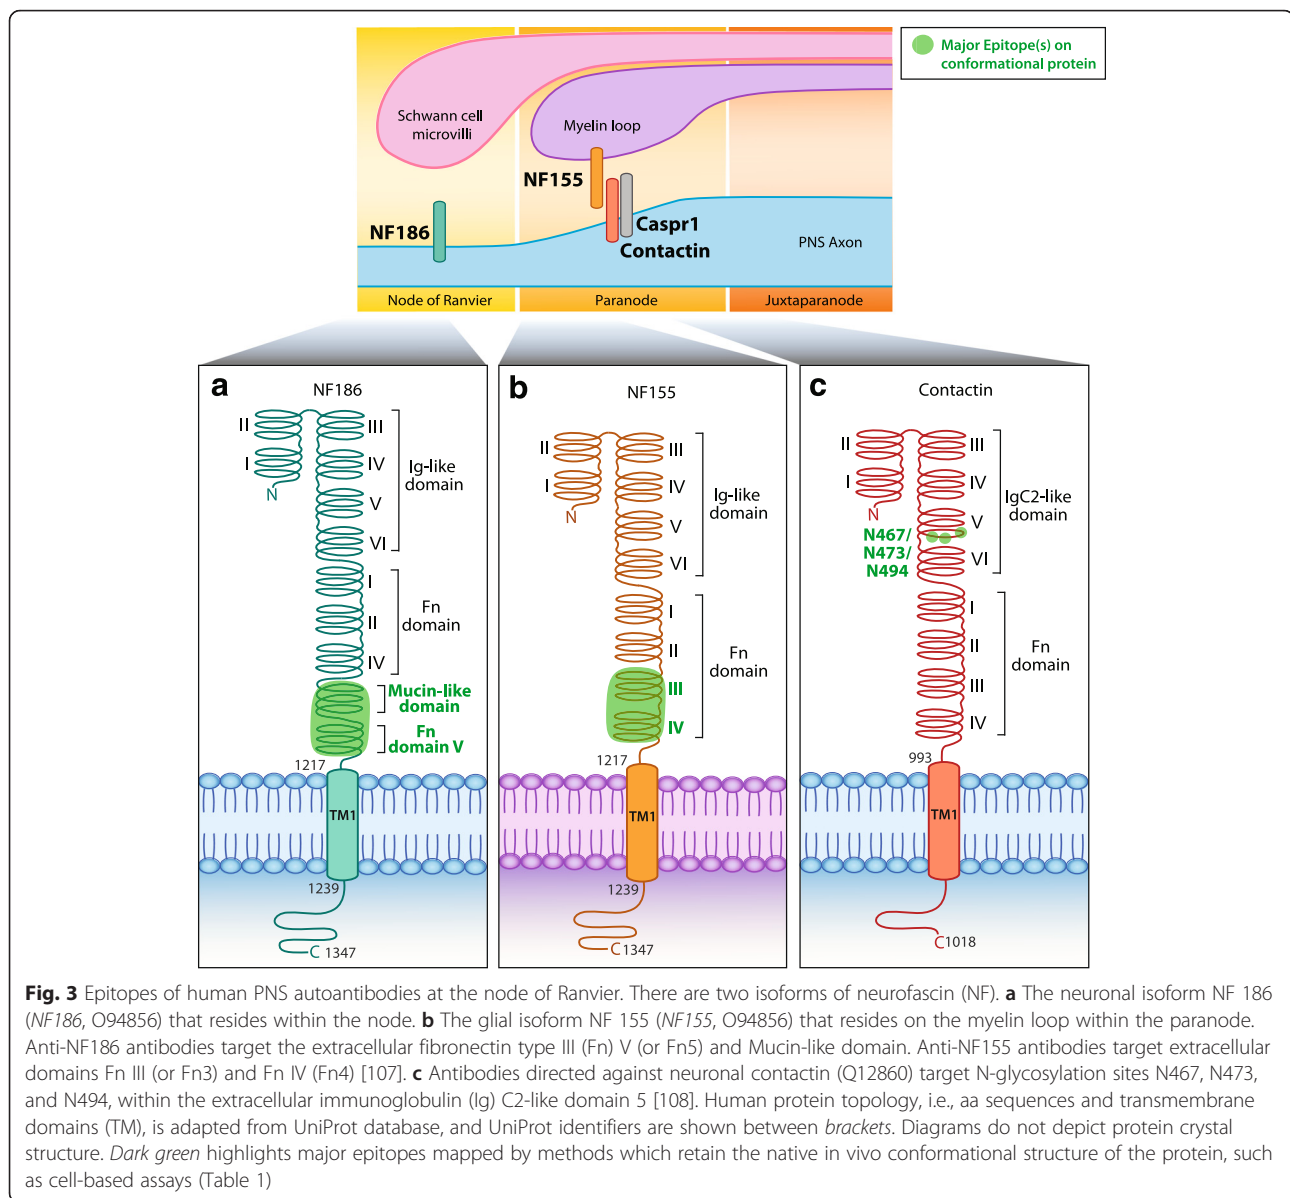 Major Epitope(s) on
conformational protein
Schwann cell
microvilli
Myelin loop
NF155
NF186
Caspr1
Contactin
PNS Axon
Node of Ranvier
Paranode
Juxtaparanode
a
NF186
II
III
I
IV
N
V
VI
Ig-like
domain
I
II
IV
Fn
domain
Mucin-like
domain
Fn
domain V
1217
TM1
1239
C 1347
b
NF155
II
III
I
IV
N
V
VI
Ig-like
domain
I
II
III
IV
Fn
domain
1217
TM1
1239
C 1347
c
Contactin
II
III
I
IV
N
V
VI
IgC2-like
domain
N467/
N473/
N494
I
II
III
IV
Fn
domain
993
TM1
C1018
Fig. 3 Epitopes of human PNS autoantibodies at the node of Ranvier. There are two isoforms of neurofascin (NF). a The neuronal isoform NF 186
(NF186, O94856) that resides within the node. b The glial isoform NF 155 (NF155, O94856) that resides on the myelin loop within the paranode.
Anti-NF186 antibodies target the extracellular fibronectin type III (Fn) V (or Fn5) and Mucin-like domain. Anti-NF155 antibodies target extracellular
domains Fn III (or Fn3) and Fn IV (Fn4) [107]. c Antibodies directed against neuronal contactin (Q12860) target N-glycosylation sites N467, N473,
and N494, within the extracellular immunoglobulin (Ig) C2-like domain 5 [108]. Human protein topology, i.e., aa sequences and transmembrane
domains (TM), is adapted from UniProt database, and UniProt identifiers are shown between brackets. Diagrams do not depict protein crystal
structure. Dark green highlights major epitopes mapped by methods which retain the native in vivo conformational structure of the protein, such
as cell-based assays (Table 1)